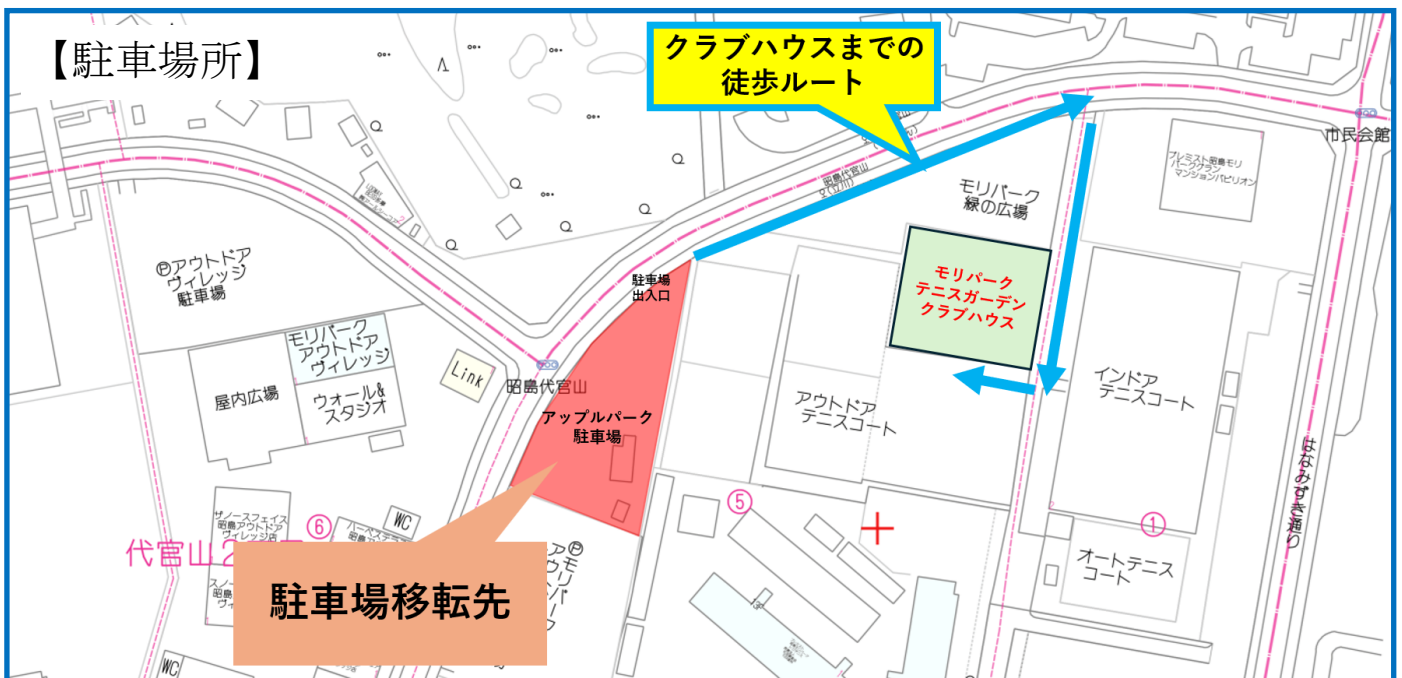 【駐車場所】
クラブハウスまでの
徒歩ルート
市民会館
プレミスト昭島モリ
パークグラン
マンションパビリオン
昭島代官山
モリパーク
緑の広場
Ⓟアウトドア
ヴィレッジ
駐車場
駐車場
出入口
モリパーク
テニスガーデン
クラブハウス
モリパーク
アウトドア
ヴィレッジ
屋内広場
ウォール&
スタジオ
Link
昭島代官山
アップルパーク
駐車場
アウトドア
テニスコート
インドア
テニスコート
はなみずき通り
ザノースフェイス
昭島アウトドア
ヴィレッジ店
⑥
WC
⑤
①
代官山2
オートテニス
コート
駐車場移転先
WC